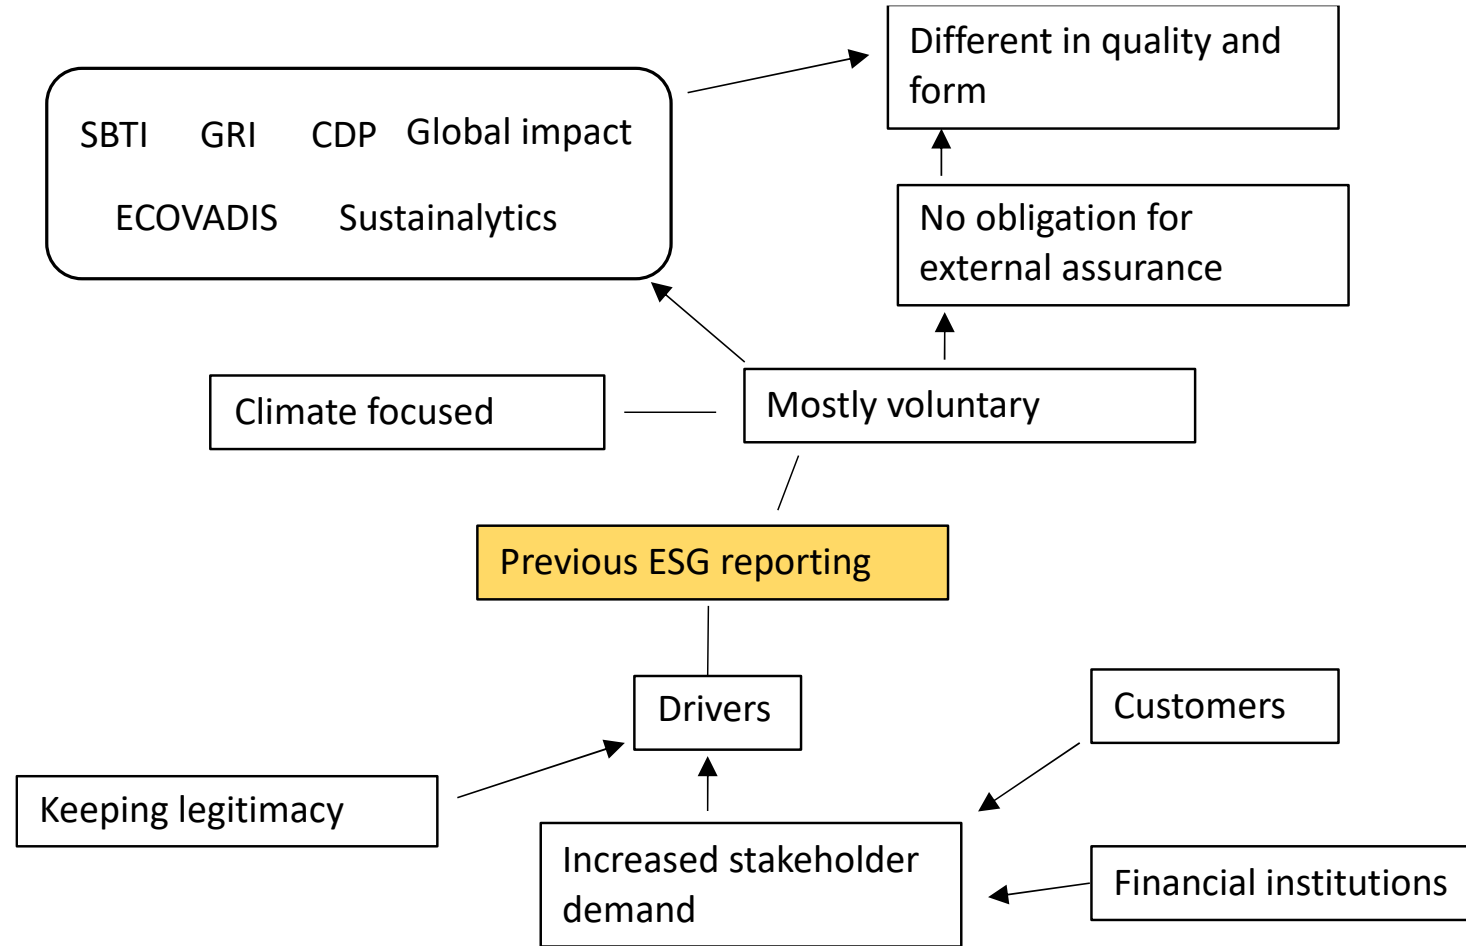 Different in quality and
form
SBTI GRI CDP Global impact
ECOVADIS Sustainalytics
No obligation for
external assurance
Climate focused
Mostly voluntary
Previous ESG reporting
Drivers
Customers
Keeping legitimacy
Increased stakeholder
demand
Financial institutions